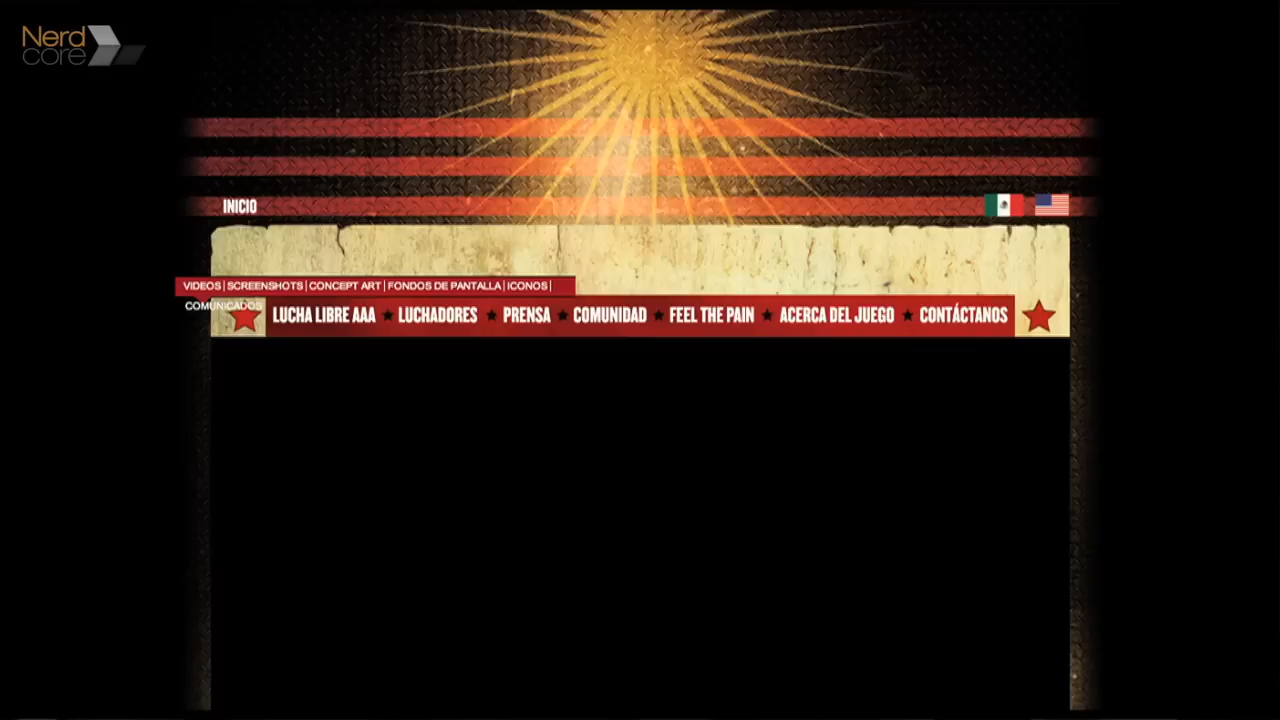 Nerd
core
INICIO
VIDEOS| SCREENSHOTS| CONCEPT ART| FONDOS DE PANTALLA| ICONOS|
COMUNICADOS
LUCHA LIBRE AAA ★ LUCHADORES ★ PRENSA ★ COMUNIDAD ★ FEEL THE PAIN ★ ACERCA DEL JUEGO ★ CONTÁCTANOS